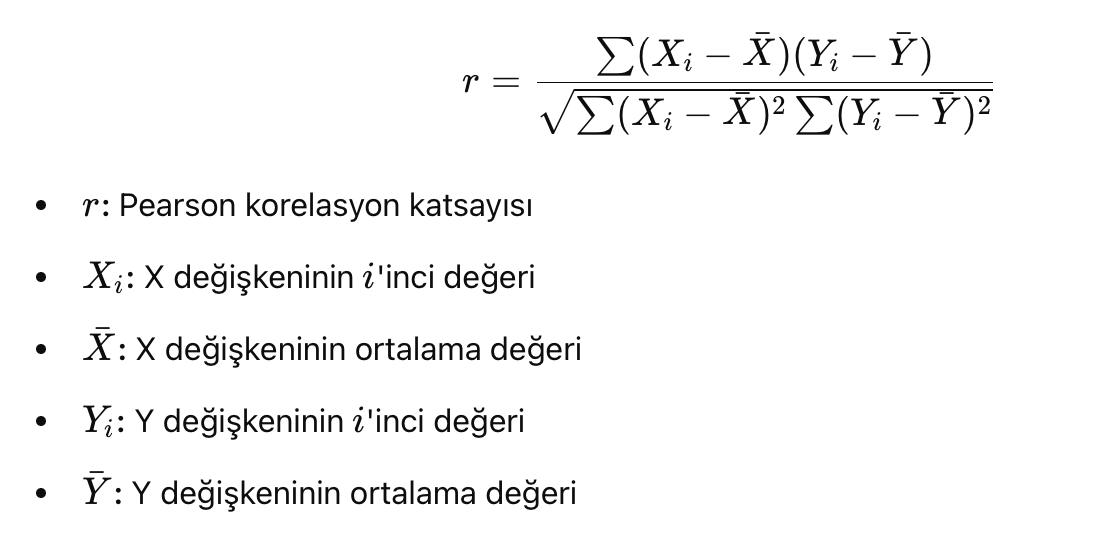 r = ∑(Xᵢ − X̄)(Yᵢ − Ȳ) / √∑(Xᵢ − X̄)² ∑(Yᵢ − Ȳ)²
• r: Pearson korelasyon katsayısı
• Xᵢ: X değişkeninin i'inci değeri
• X̄: X değişkeninin ortalama değeri
• Yᵢ: Y değişkeninin i'inci değeri
• Ȳ: Y değişkeninin ortalama değeri